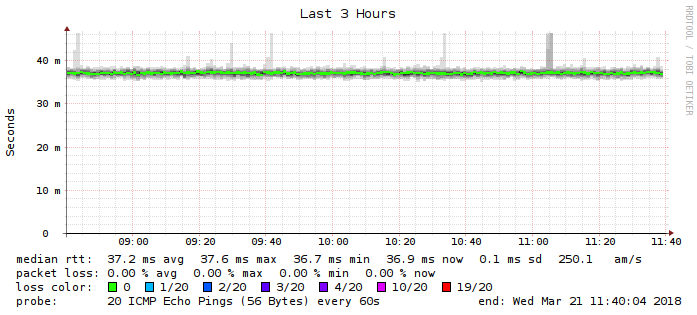 Last 3 Hours
RRDTOOL / TOBI OETIKER
Seconds
40 m
30 m
20 m
10 m
0
09:00 09:20 09:40 10:00 10:20 10:40 11:00 11:20 11:40
median rtt: 37.2 ms avg 37.6 ms max 36.7 ms min 36.9 ms now 0.1 ms sd 250.1 am/s
packet loss: 0.00 % avg 0.00 % max 0.00 % min 0.00 % now
loss color: 0 1/20 2/20 3/20 4/20 10/20 19/20
probe: 20 ICMP Echo Pings (56 Bytes) every 60s end: Wed Mar 21 11:40:04 2018